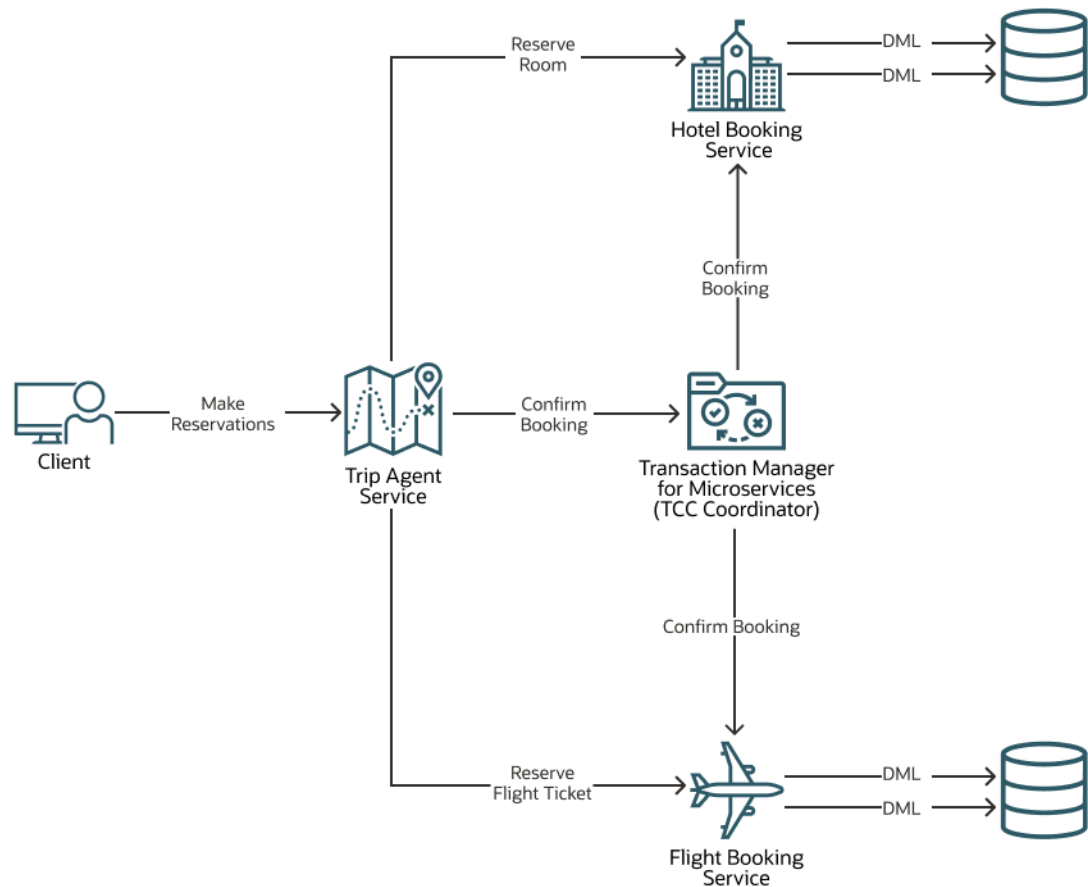 Reserve
Room
DML
DML
Hotel Booking
Service
Confirm
Booking
Make
Reservations
Client
Trip Agent
Service
Confirm
Booking
Transaction Manager
for Microservices
(TCC Coordinator)
Confirm Booking
Reserve
Flight Ticket
DML
DML
Flight Booking
Service